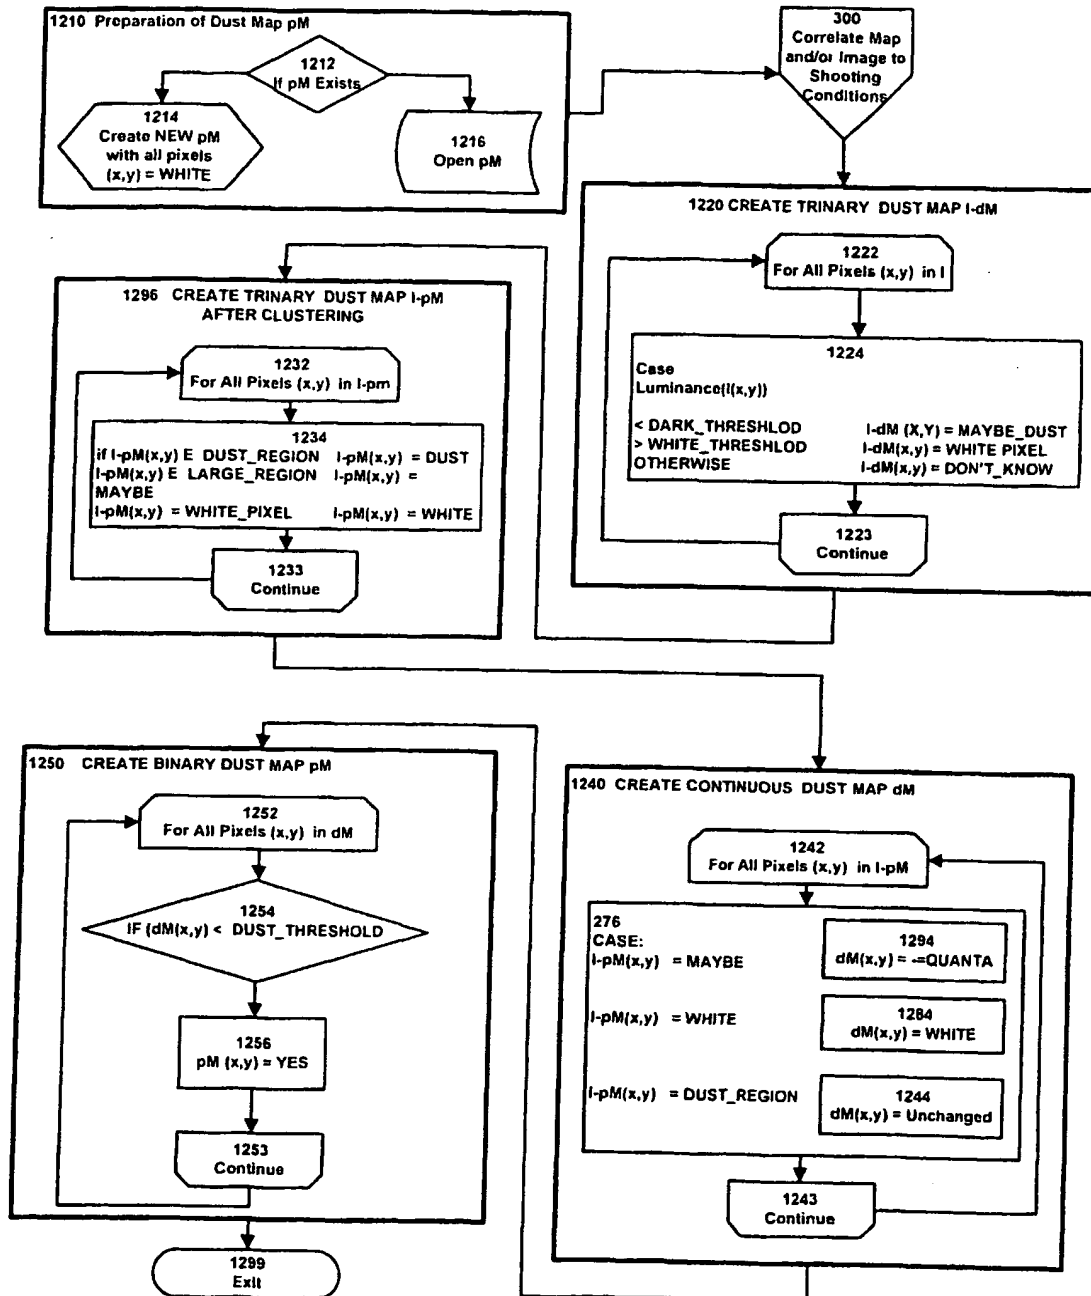 1210 Preparation of Dust Map pM
1212
If pM Exists
1214
Create NEW pM
with all pixels
(x,y) = WHITE
1216
Open pM
300
Correlate Map
and/or Image to
Shooting
Conditions
1220 CREATE TRINARY DUST MAP I-dM
1222
For All Pixels (x,y) in I
1224
Case
Luminance(I(x,y))
< DARK_THRESHLOD I-dM (X,Y) = MAYBE_DUST
> WHITE_THRESHLOD I-dM(x,y) = WHITE PIXEL
OTHERWISE I-dM(x,y) = DON'T_KNOW
1223
Continue
1296 CREATE TRINARY DUST MAP I-pM
AFTER CLUSTERING
1232
For All Pixels (x,y) in I-pm
1234
if I-pM(x,y) E DUST_REGION I-pM(x,y) = DUST
I-pM(x,y) E LARGE_REGION I-pM(x,y) =
MAYBE
I-pM(x,y) = WHITE_PIXEL I-pM(x,y) = WHITE
1233
Continue
1240 CREATE CONTINUOUS DUST MAP dM
1242
For All Pixels (x,y) in I-pM
276
CASE:
I-pM(x,y) = MAYBE
1294
dM(x,y) = -=QUANTA
I-pM(x,y) = WHITE
1284
dM(x,y) = WHITE
I-pM(x,y) = DUST_REGION
1244
dM(x,y) = Unchanged
1243
Continue
1250 CREATE BINARY DUST MAP pM
1252
For All Pixels (x,y) in dM
1254
IF (dM(x,y) < DUST_THRESHOLD
1256
pM (x,y) = YES
1253
Continue
1299
Exit